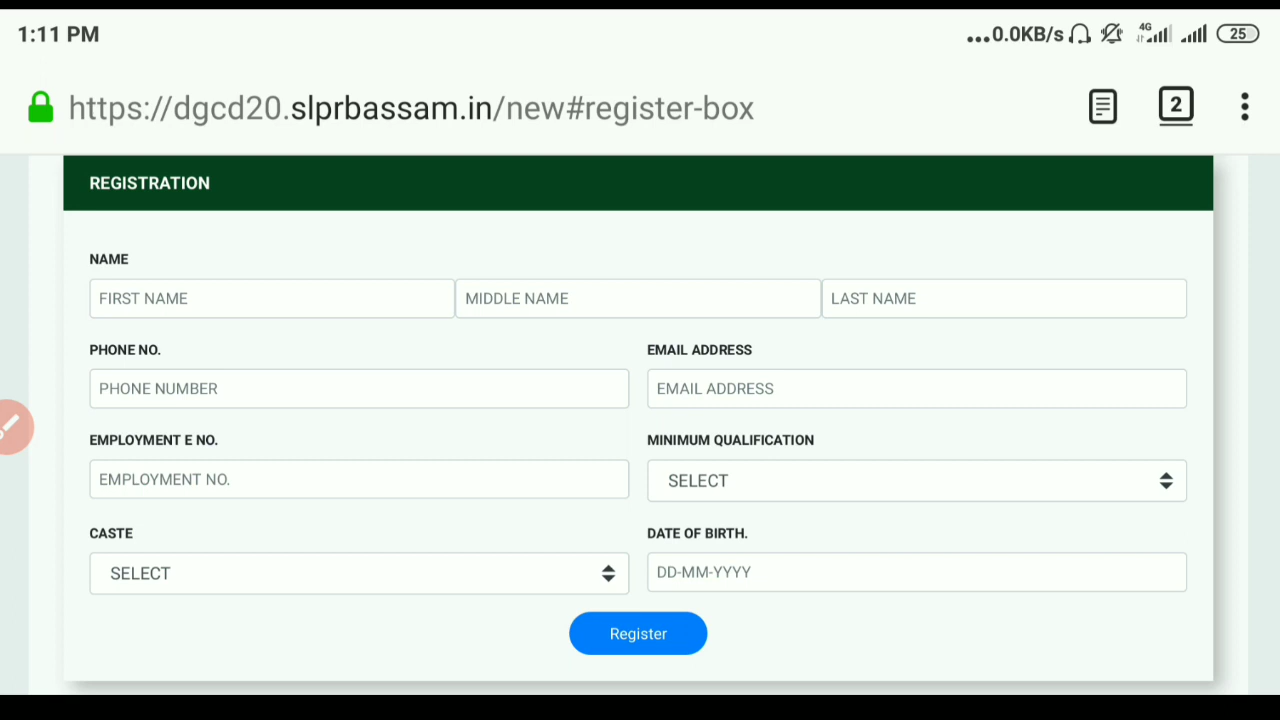 1:11 PM
...0.0KB/s 4G 25
https://dgcd20.slprbassam.in/new#register-box
2
REGISTRATION
NAME
FIRST NAME MIDDLE NAME LAST NAME
PHONE NO. EMAIL ADDRESS
PHONE NUMBER EMAIL ADDRESS
EMPLOYMENT E NO. MINIMUM QUALIFICATION
EMPLOYMENT NO. SELECT
CASTE DATE OF BIRTH.
SELECT DD-MM-YYYY
Register